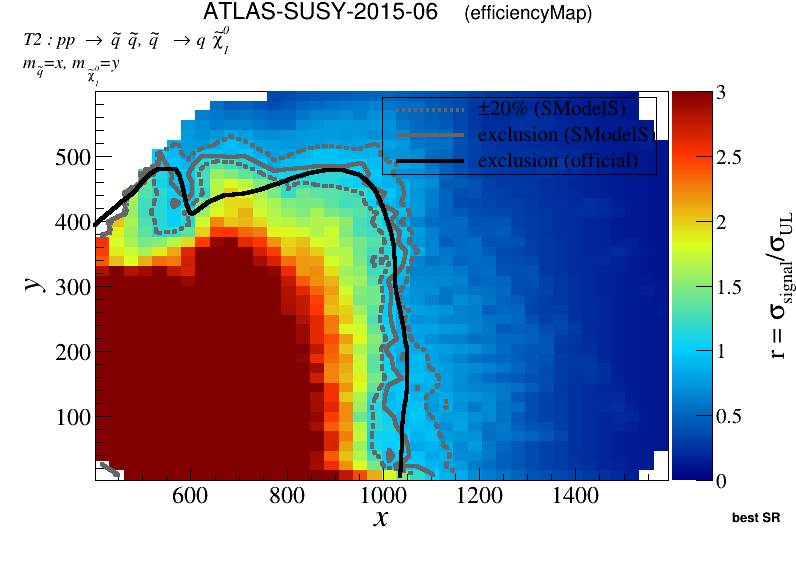 ATLAS-SUSY-2015-06 (efficiencyMap)
T2 : pp → q̃ q̃, q̃ → q χ̃⁰₁
m_q̃=x, m_χ̃⁰₁=y
±20% (SModelS)
exclusion (SModelS)
exclusion (official)
500
400
300
200
100
y
600 800 1000 1200 1400
x
3
2.5
2
1.5
1
0.5
0
r = σ_signal/σ_UL
best SR